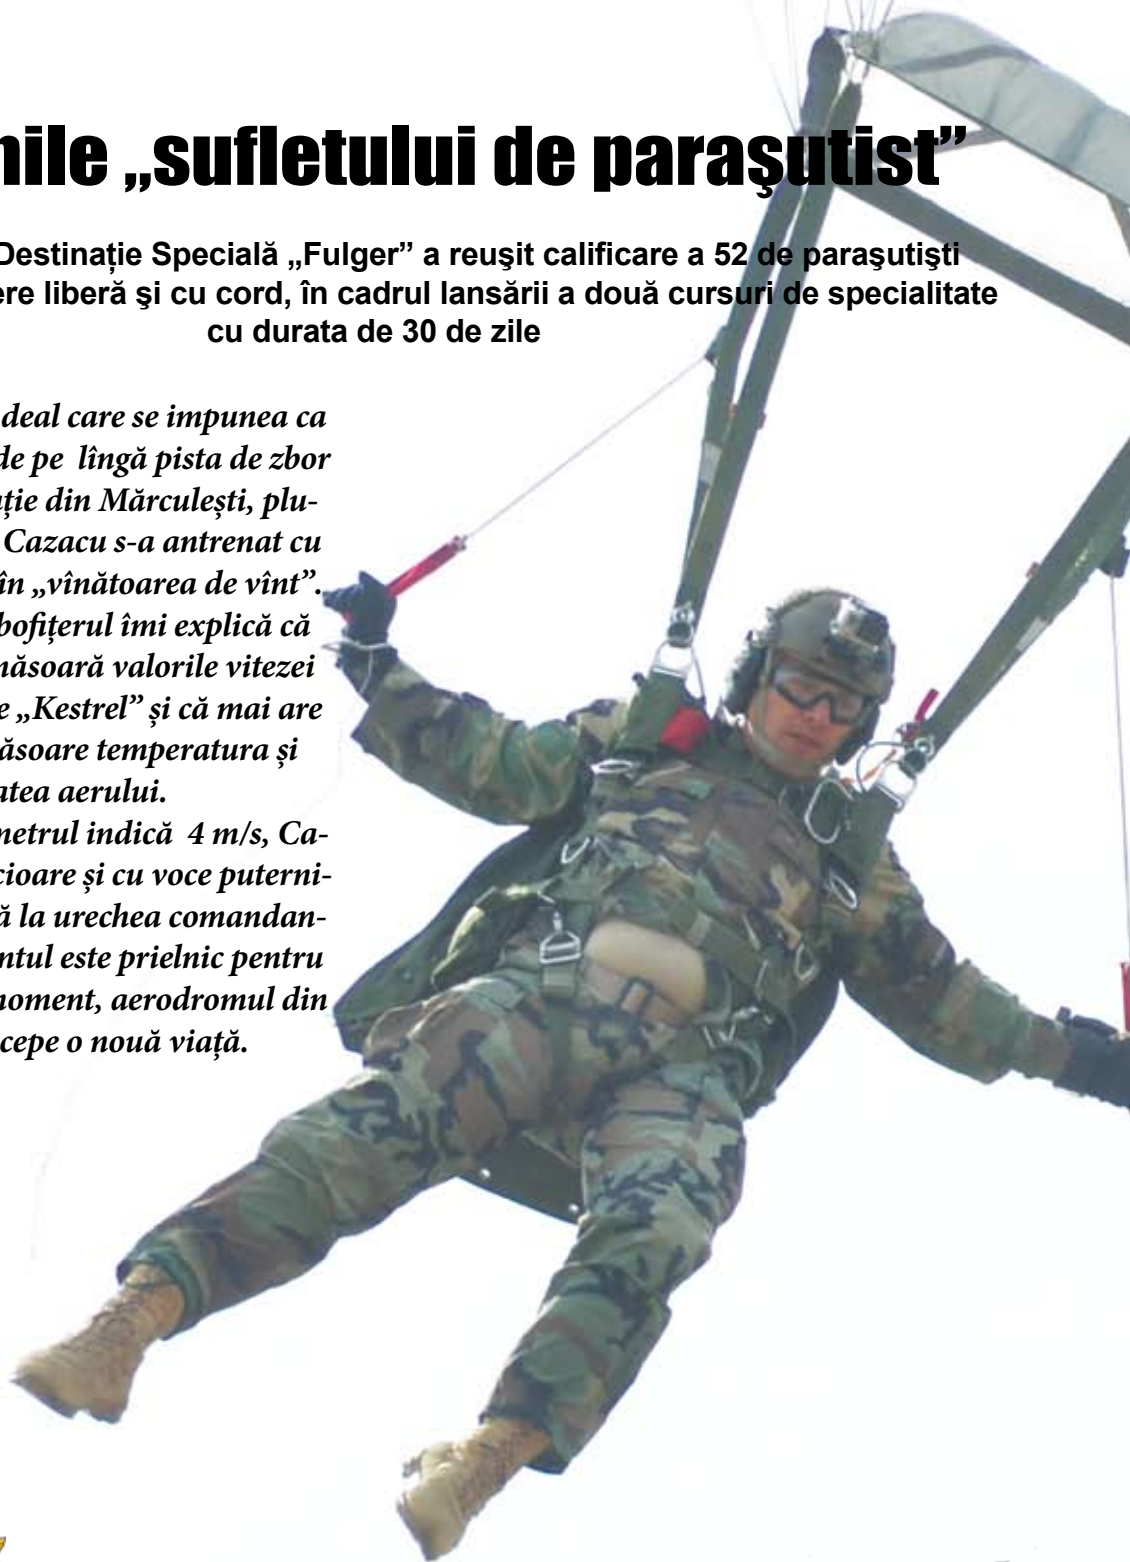 nile „sufletului de paraşutist”
Destinație Specială „Fulger” a reuşit calificare a 52 de paraşutişti
ere liberă şi cu cord, în cadrul lansării a două cursuri de specialitate
cu durata de 30 de zile
deal care se impunea ca
de pe lîngă pista de zbor
ție din Mărculești, plu-
Cazacu s-a antrenat cu
în „vînătoarea de vînt”.
bofițerul îmi explică că
măsoară valorile vitezei
e „Kestrel” și că mai are
ăsoare temperatura și
atea aerului.
metrul indică 4 m/s, Ca-
cioare și cu voce puterni-
ă la urechea comandan-
ntul este prielnic pentru
moment, aerodromul din
cepe o nouă viață.